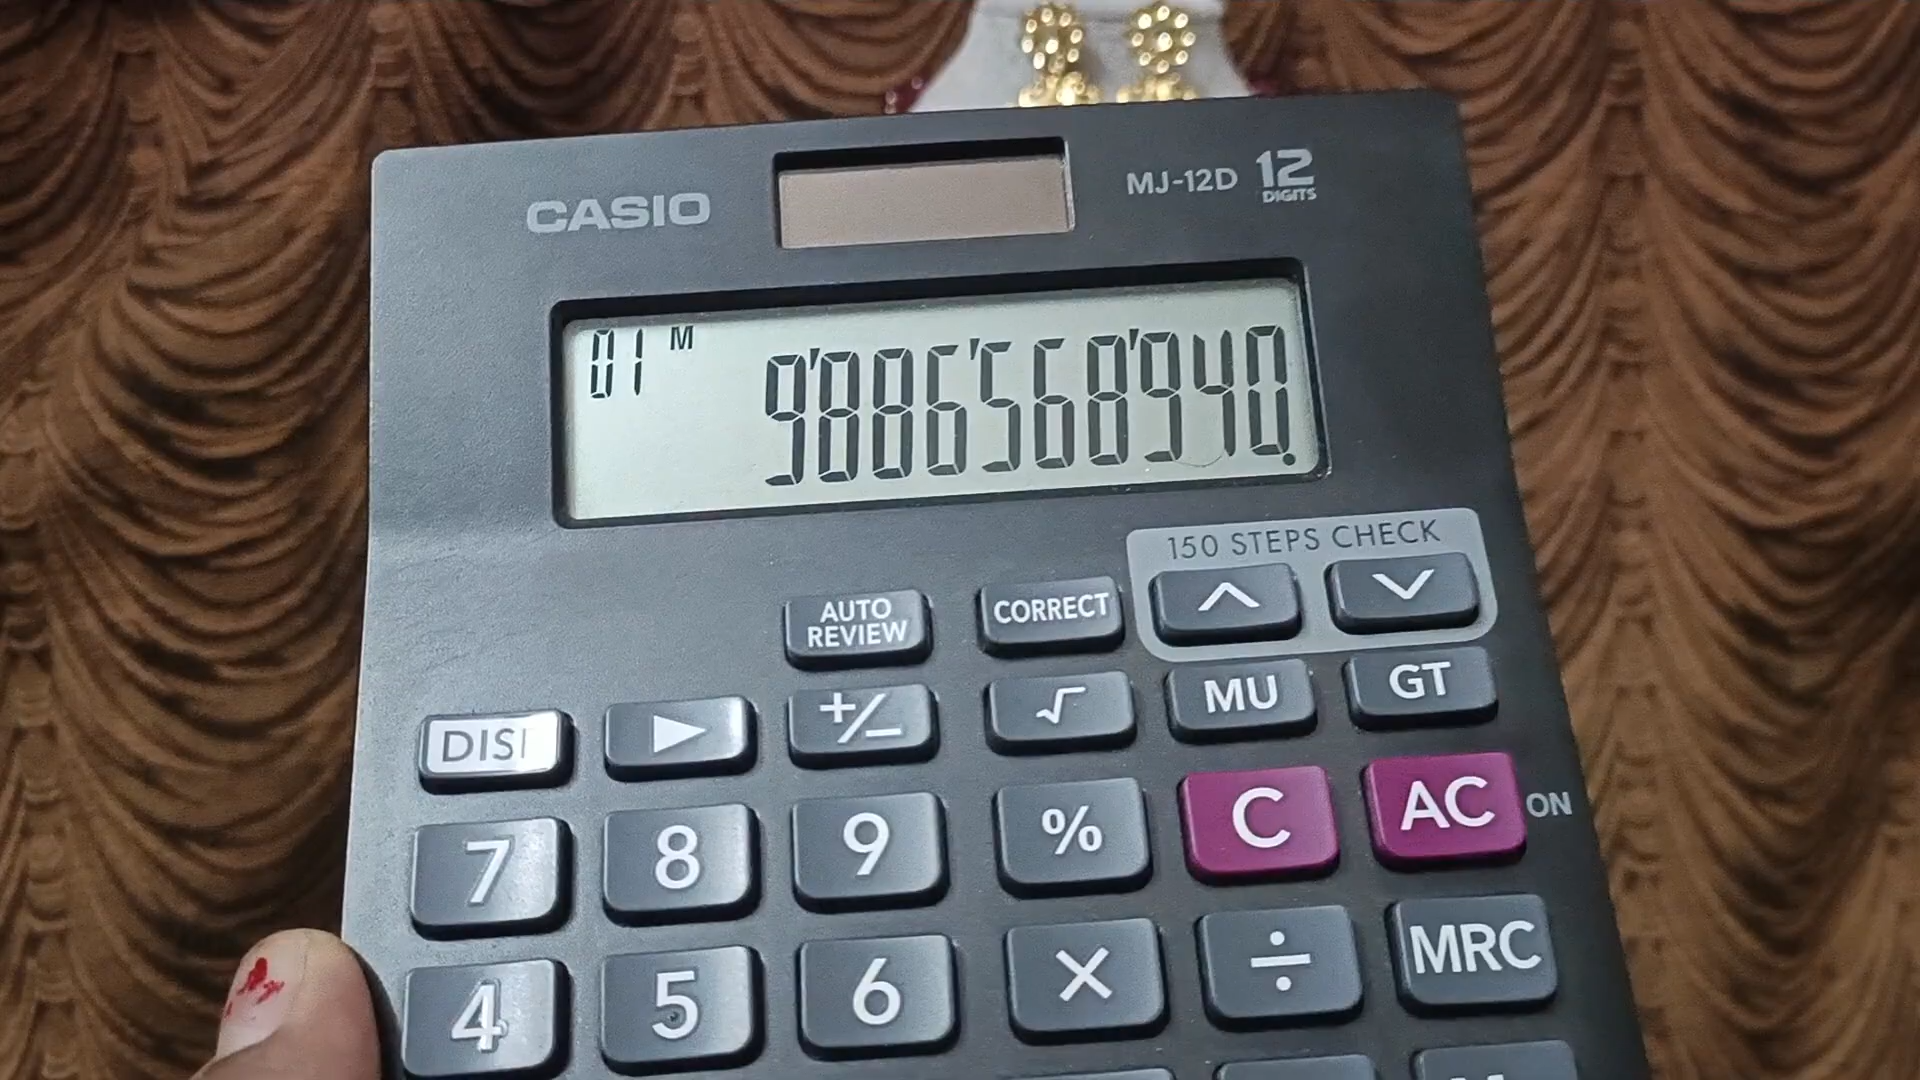 CASIO
MJ-12D 12 DIGITS
01 M
9'886'568'940.
150 STEPS CHECK
AUTO REVIEW CORRECT
+/− √ MU GT
▶
7 8 9 % C AC ON
4 5 6 × ÷ MRC